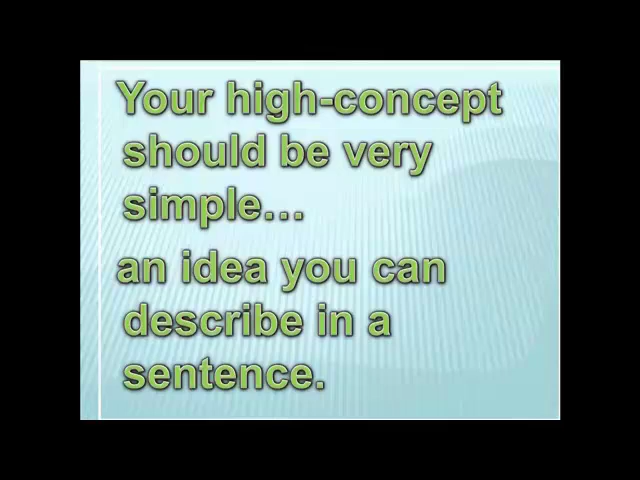 Your high-concept
should be very
simple…
an idea you can
describe in a
sentence.